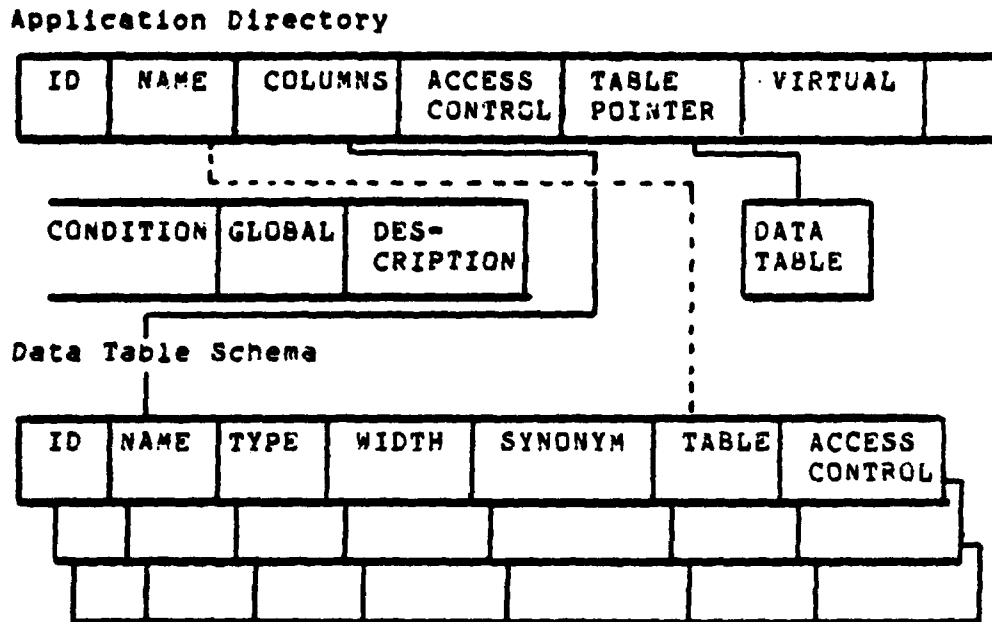 Application Directory
ID NAME COLUMNS ACCESS CONTROL TABLE POINTER VIRTUAL
CONDITION GLOBAL DES-
CRIPTION
DATA
TABLE
Data Table Schema
ID NAME TYPE WIDTH SYNONYM TABLE ACCESS
CONTROL